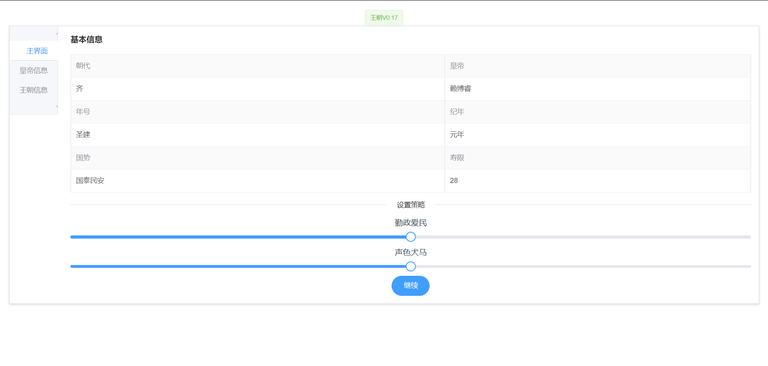 王朝V0.17
主界面
皇帝信息
王朝信息
基本信息
朝代 皇帝
齐 赖博睿
年号 纪年
圣建 元年
国势 寿限
国泰民安 28
设置策略
勤政爱民
声色犬马
继续